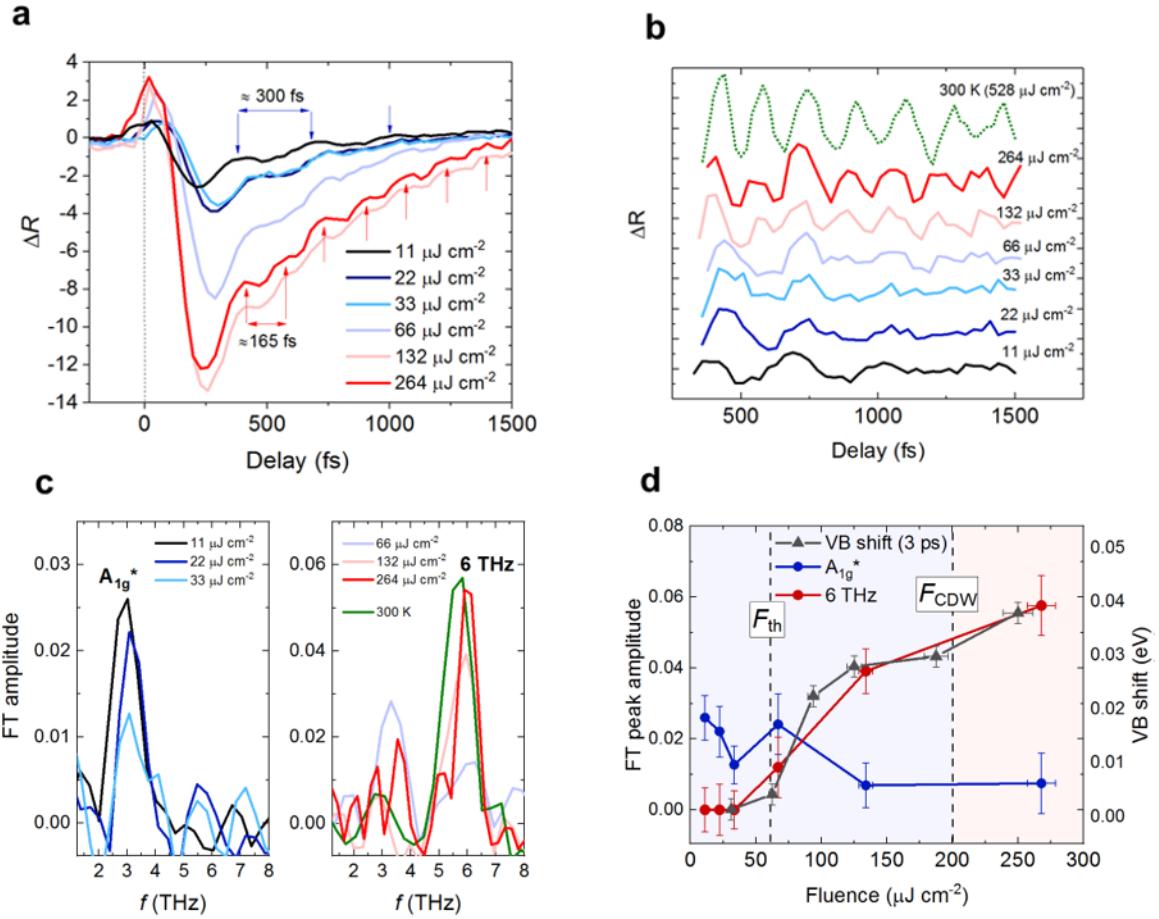 a
4
2
0
-2
-4
-6
-8
-10
-12
-14
ΔR
≈ 300 fs
≈165 fs
11 μJ cm-2
22 μJ cm-2
33 μJ cm-2
66 μJ cm-2
132 μJ cm-2
264 μJ cm-2
0 500 1000 1500
Delay (fs)
b
ΔR
300 K (528 μJ cm-2)
264 μJ cm-2
132 μJ cm-2
66 μJ cm-2
33 μJ cm-2
22 μJ cm-2
11 μJ cm-2
500 1000 1500
Delay (fs)
c
FT amplitude
0.03
0.02
0.01
0.00
A1g*
11 μJ cm-2
22 μJ cm-2
33 μJ cm-2
2 3 4 5 6 7 8
f (THz)
0.06
0.04
0.02
0.00
66 μJ cm-2
132 μJ cm-2
264 μJ cm-2
300 K
6 THz
2 3 4 5 6 7 8
f (THz)
d
FT peak amplitude
0.08
0.06
0.04
0.02
0.00
VB shift (3 ps)
A1g*
6 THz
Fth
FCDW
0.05
0.04
0.03
0.02
0.01
0.00
VB shift (eV)
0 50 100 150 200 250 300
Fluence (μJ cm-2)